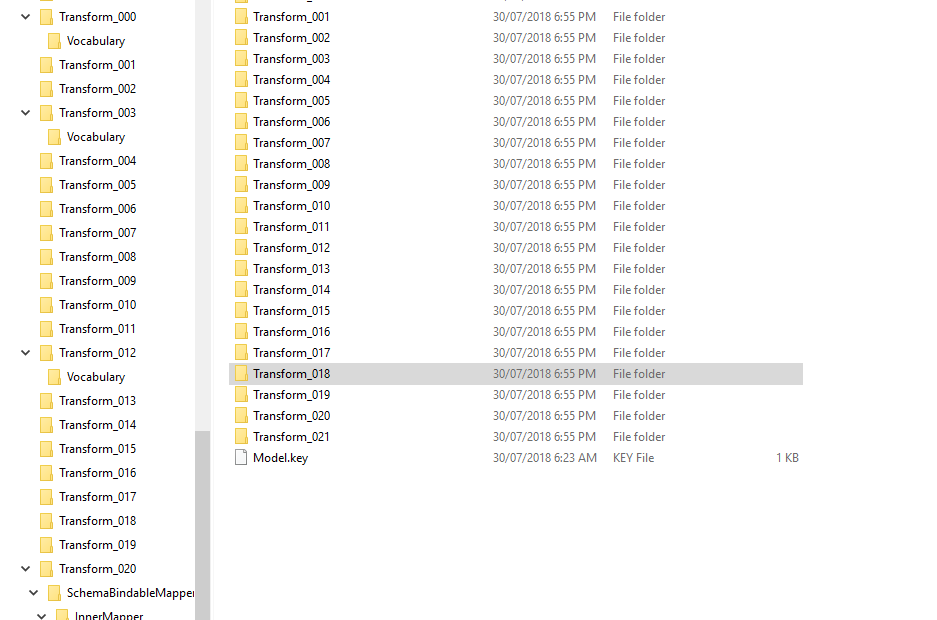 Transform_000
Vocabulary
Transform_001
Transform_002
Transform_003
Vocabulary
Transform_004
Transform_005
Transform_006
Transform_007
Transform_008
Transform_009
Transform_010
Transform_011
Transform_012
Vocabulary
Transform_013
Transform_014
Transform_015
Transform_016
Transform_017
Transform_018
Transform_019
Transform_020
SchemaBindableMapper
InnerMapper
Transform_001 30/07/2018 6:55 PM File folder
Transform_002 30/07/2018 6:55 PM File folder
Transform_003 30/07/2018 6:55 PM File folder
Transform_004 30/07/2018 6:55 PM File folder
Transform_005 30/07/2018 6:55 PM File folder
Transform_006 30/07/2018 6:55 PM File folder
Transform_007 30/07/2018 6:55 PM File folder
Transform_008 30/07/2018 6:55 PM File folder
Transform_009 30/07/2018 6:55 PM File folder
Transform_010 30/07/2018 6:55 PM File folder
Transform_011 30/07/2018 6:55 PM File folder
Transform_012 30/07/2018 6:55 PM File folder
Transform_013 30/07/2018 6:55 PM File folder
Transform_014 30/07/2018 6:55 PM File folder
Transform_015 30/07/2018 6:55 PM File folder
Transform_016 30/07/2018 6:55 PM File folder
Transform_017 30/07/2018 6:55 PM File folder
Transform_018 30/07/2018 6:55 PM File folder
Transform_019 30/07/2018 6:55 PM File folder
Transform_020 30/07/2018 6:55 PM File folder
Transform_021 30/07/2018 6:55 PM File folder
Model.key 30/07/2018 6:23 AM KEY File 1 KB